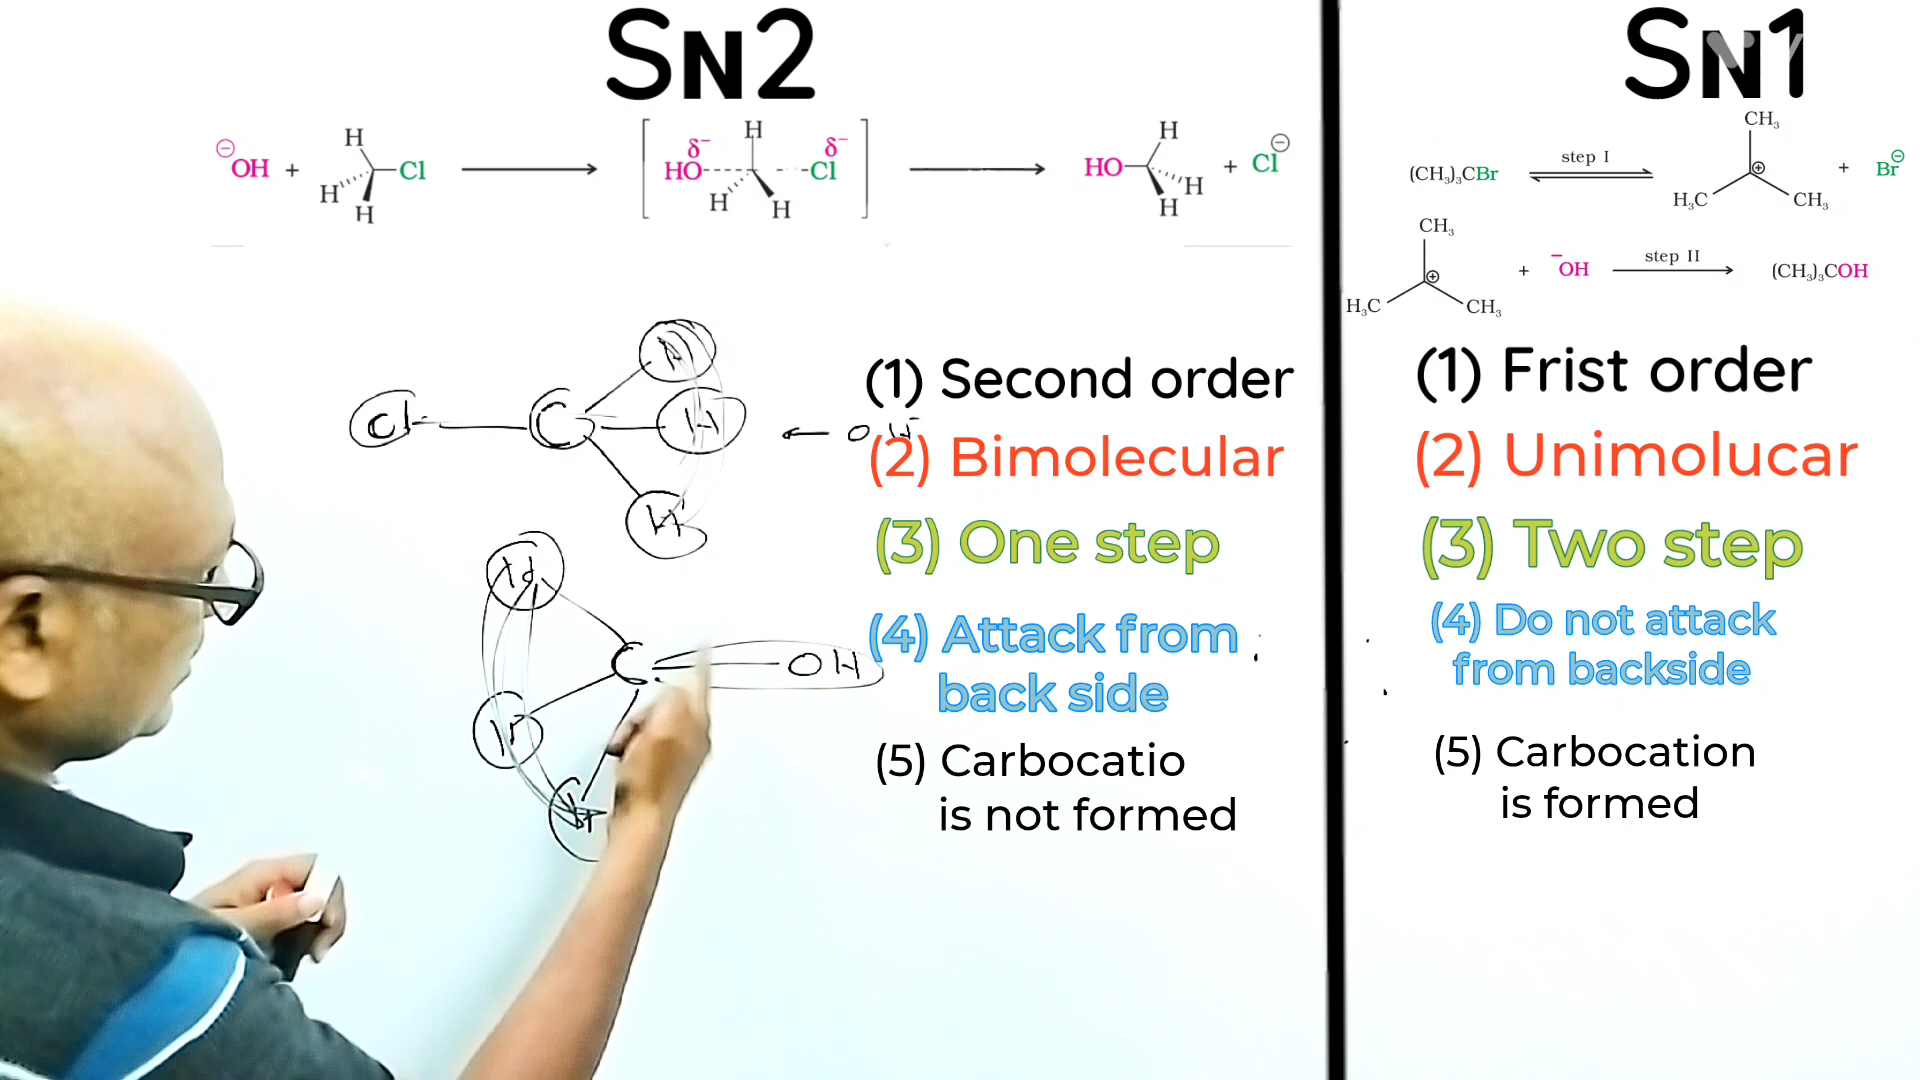 SN2
⊖OH + H H H Cl
[HO δ⁻ H H H Cl δ⁻]
HO H H H + Cl⊖
Cl C H H H ← OH⁻
H H H C OH
(1) Second order
(2) Bimolecular
(3) One step
(4) Attack from
back side
(5) Carbocatio
is not formed
SN1
(CH₃)₃CBr step I CH₃ ⊕ H₃C CH₃ + Br⊖
CH₃ ⊕ H₃C CH₃ + ⁻OH step II (CH₃)₃COH
(1) Frist order
(2) Unimolucar
(3) Two step
(4) Do not attack
from backside
(5) Carbocation
is formed